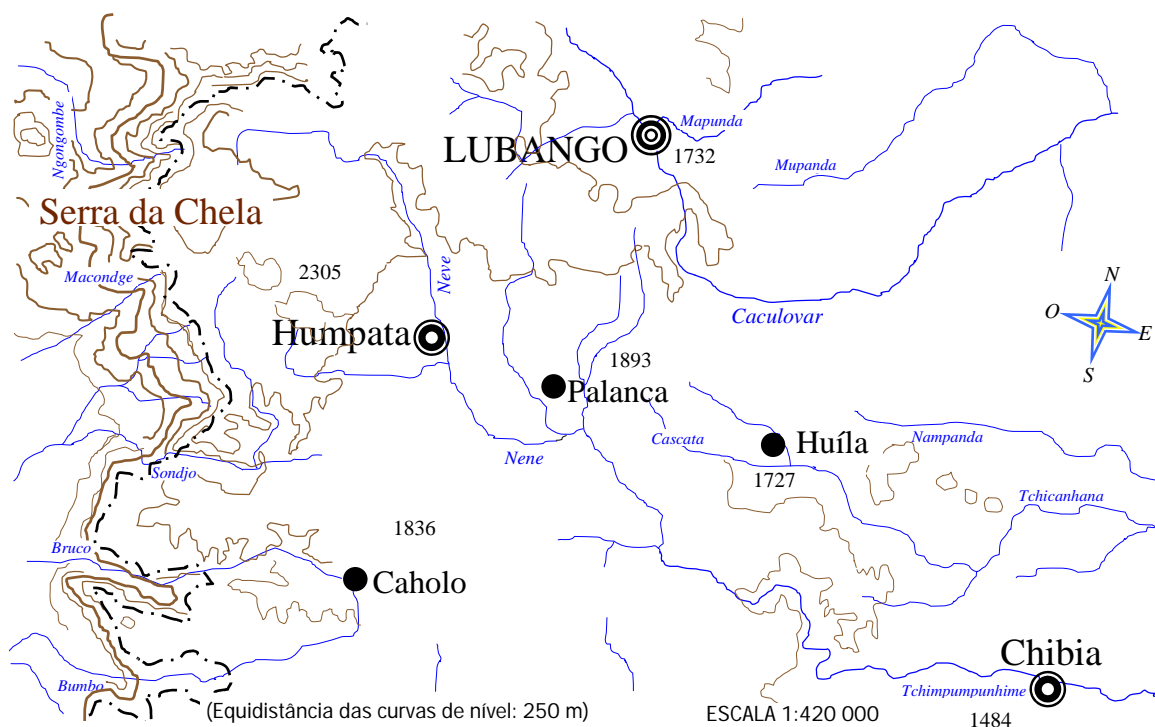 Ngongombe
LUBANGO
Mapunda
1732
Mupanda
Serra da Chela
Macondge
2305
Neve
Humpata
Caculovar
N
O
E
S
1893
Palanca
Cascata
Huíla
Nampanda
Nene
Sondjo
1727
Tchicanhana
1836
Bruco
Caholo
Chibia
Bumbo
Tchimpumpunhime
(Equidistância das curvas de nível: 250 m)
ESCALA 1:420 000
1484